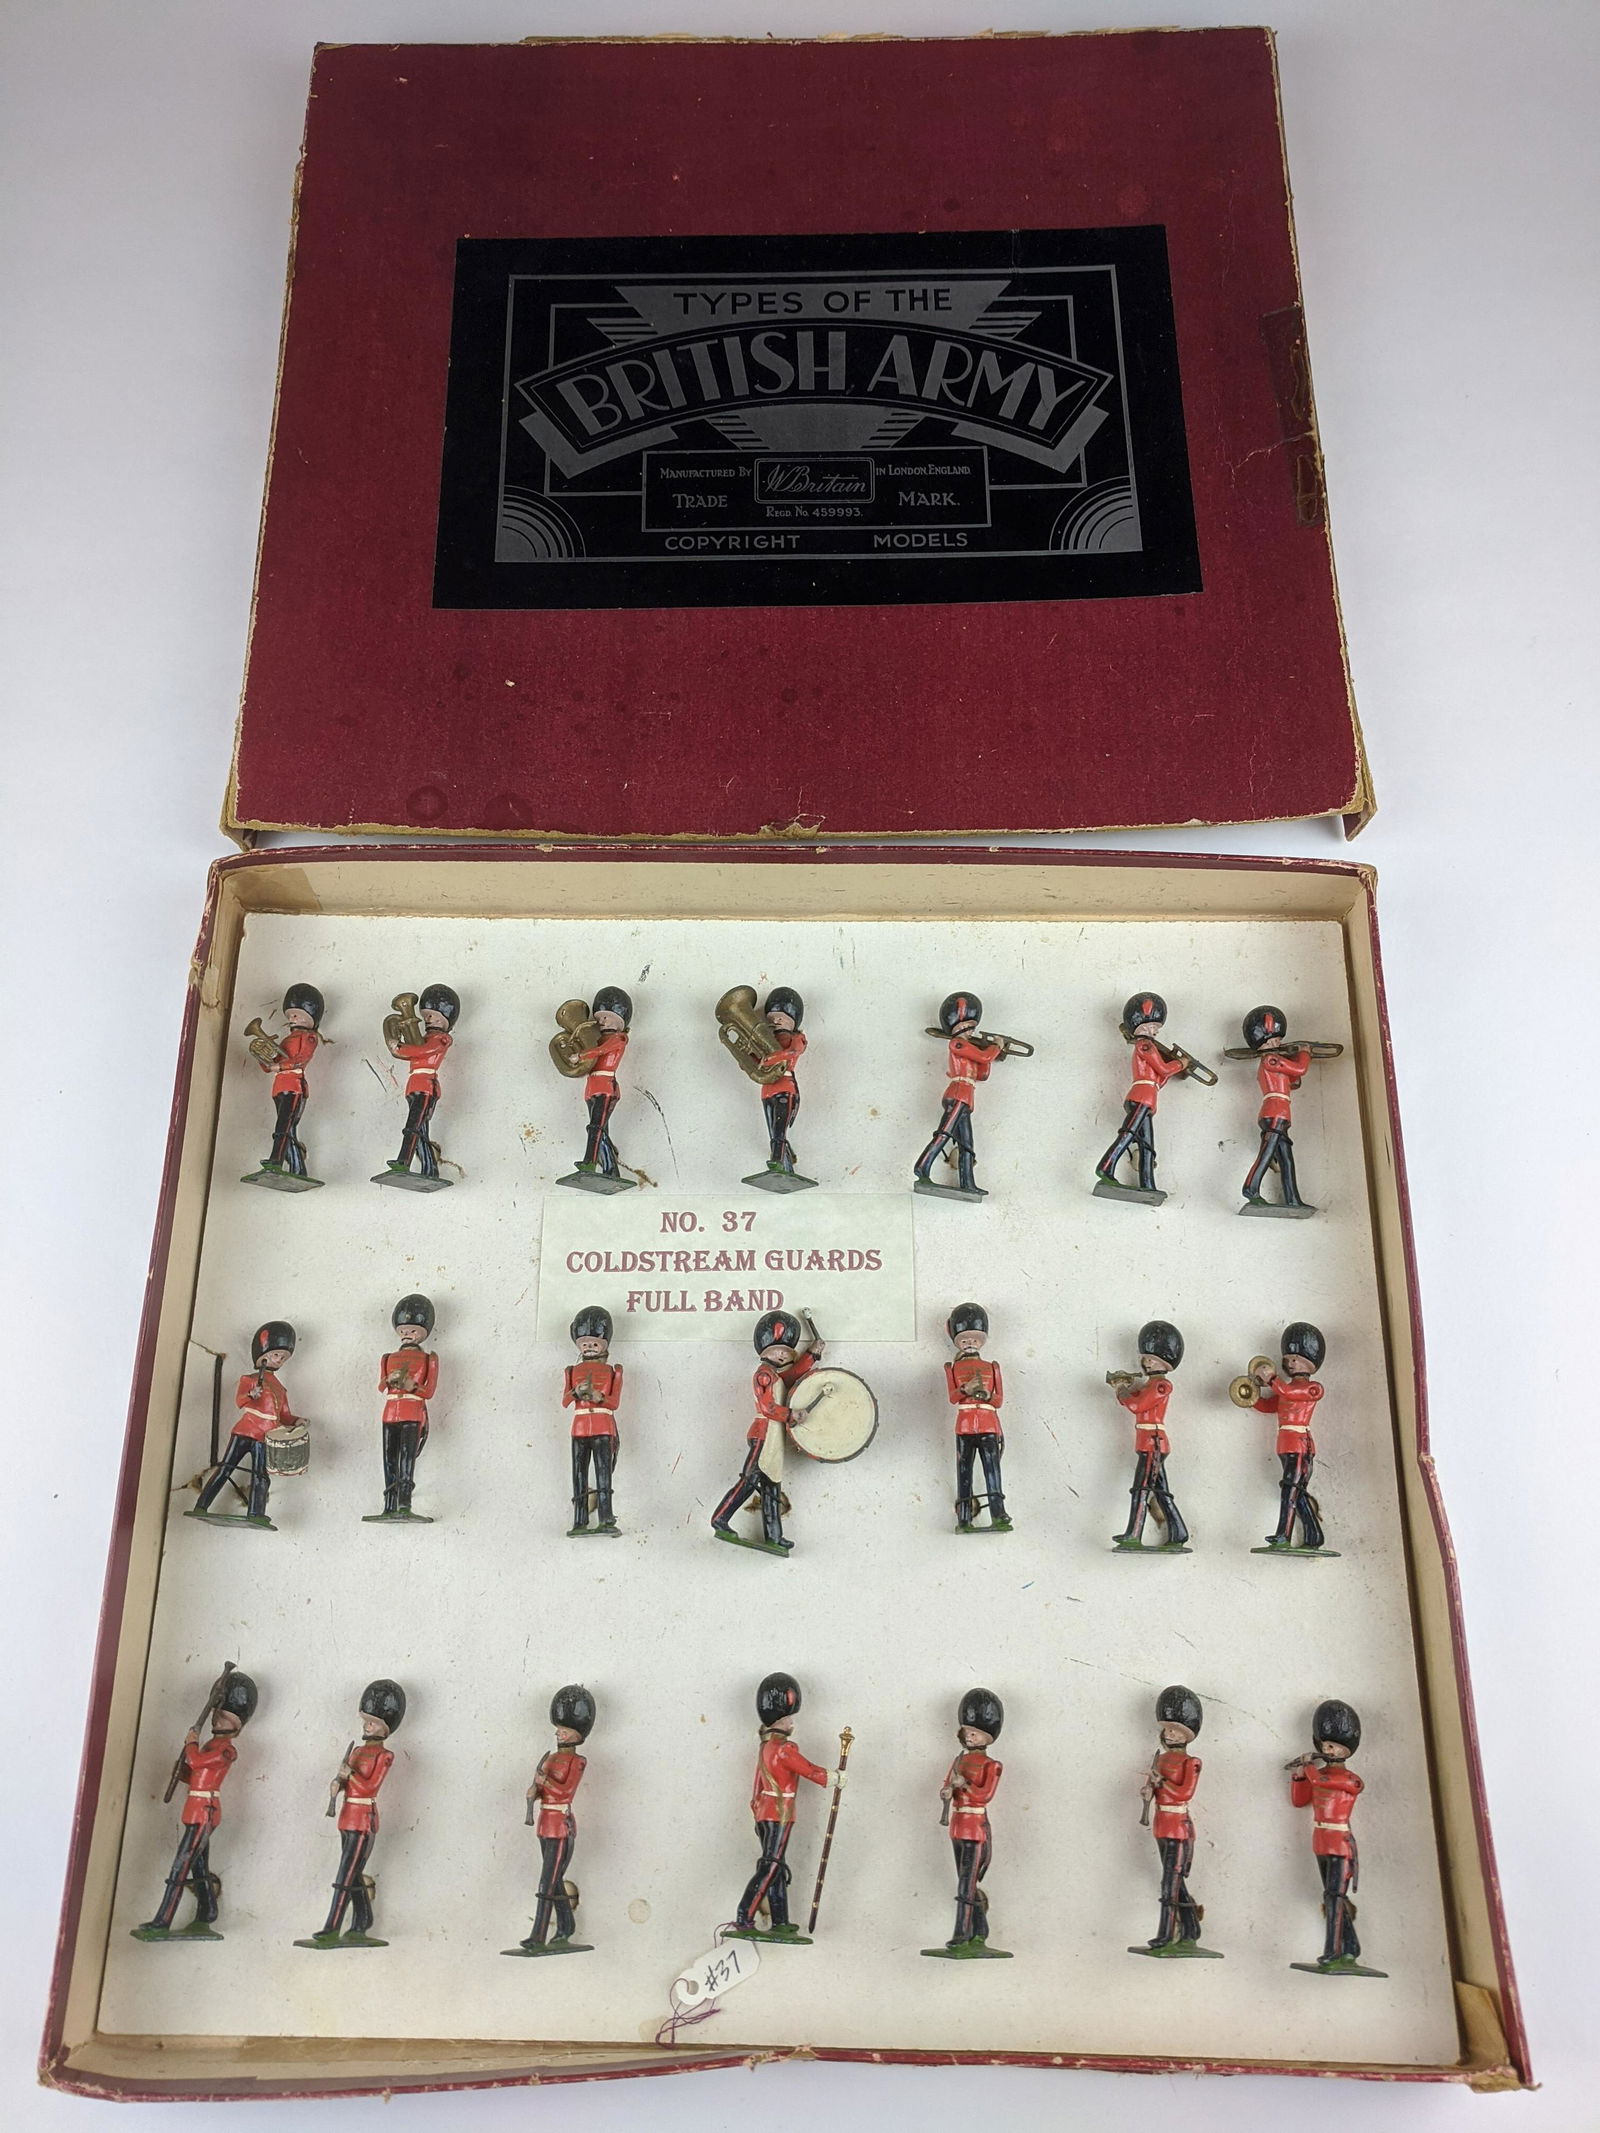 TYPES OF THE
BRITISH ARMY
MANUFACTURED BY WBritain IN LONDON, ENGLAND
TRADE MARK.
REGD. NO. 459993.
COPYRIGHT MODELS
NO. 37
COLDSTREAM GUARDS
FULL BAND
#37